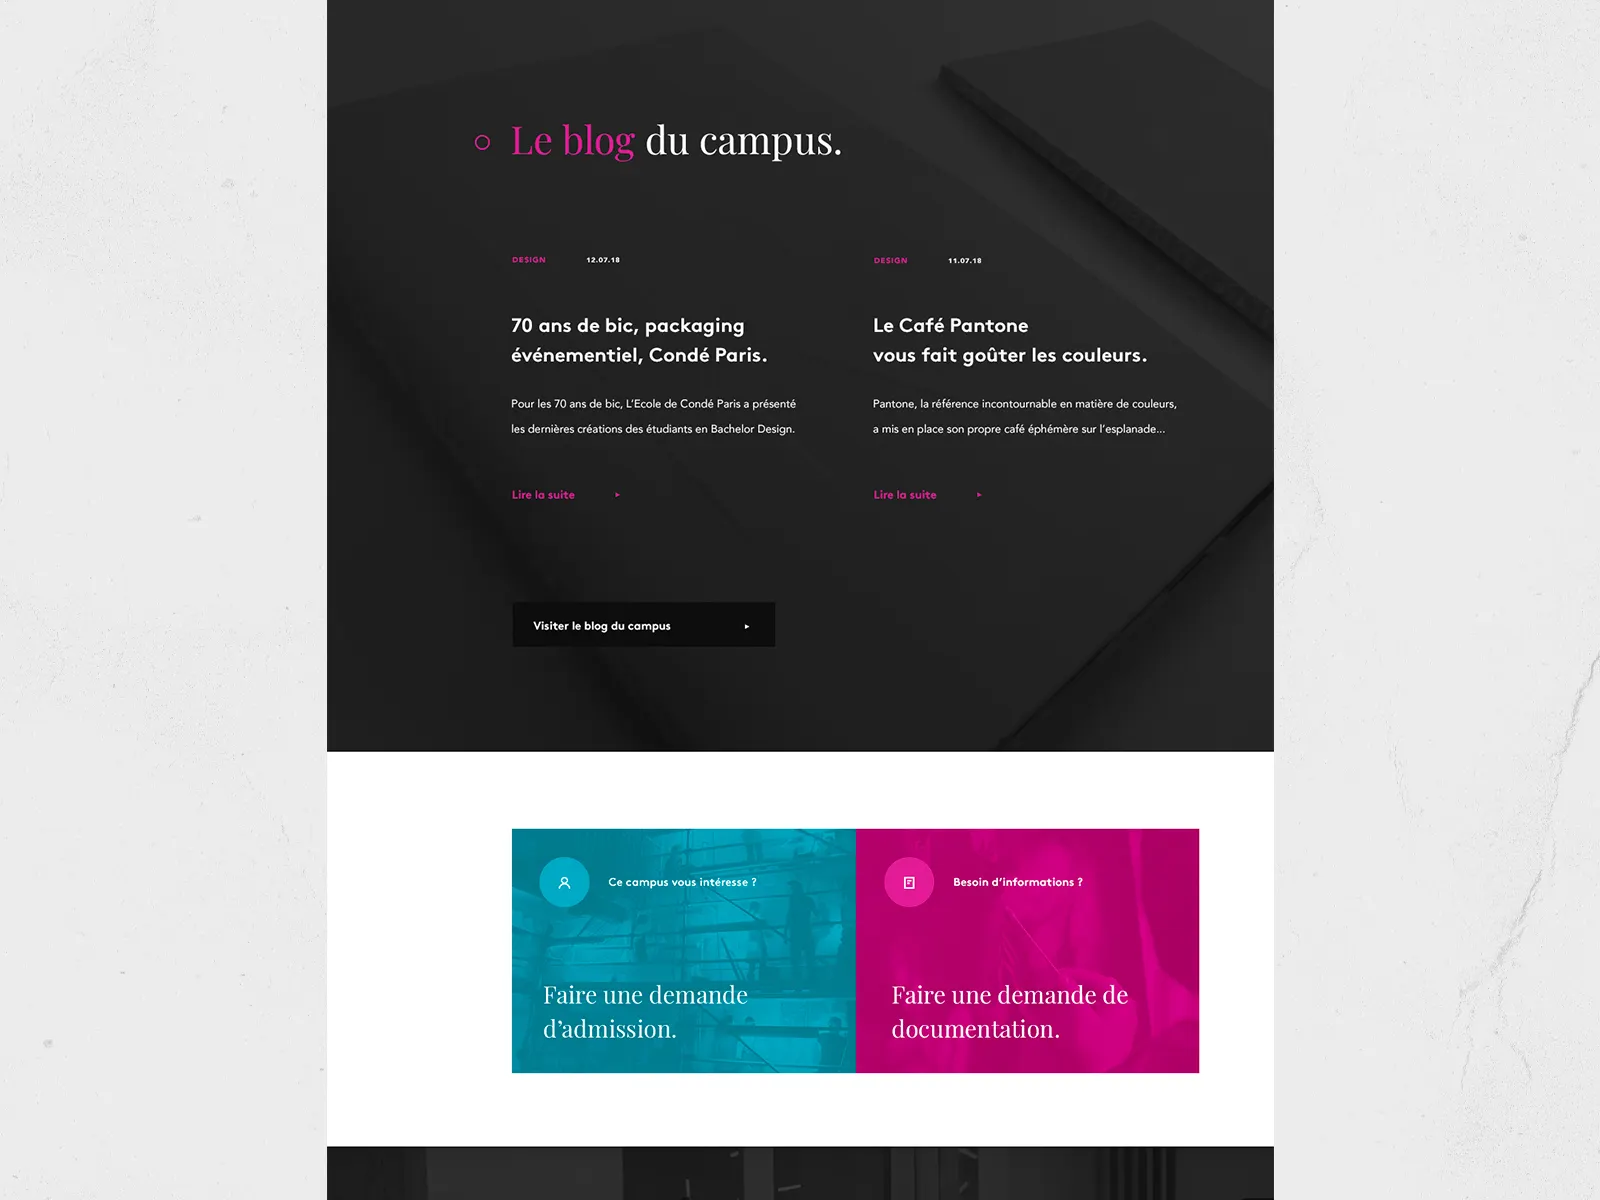 Le blog du campus.
DESIGN 12.07.18
70 ans de bic, packaging
événementiel, Condé Paris.
Pour les 70 ans de bic, L'Ecole de Condé Paris a présenté
les dernières créations des étudiants en Bachelor Design.
Lire la suite
DESIGN 11.07.18
Le Café Pantone
vous fait goûter les couleurs.
Pantone, la référence incontournable en matière de couleurs,
a mis en place son propre café éphémère sur l'esplanade...
Lire la suite
Visiter le blog du campus
Ce campus vous intéresse ?
Faire une demande
d'admission.
Besoin d'informations ?
Faire une demande de
documentation.